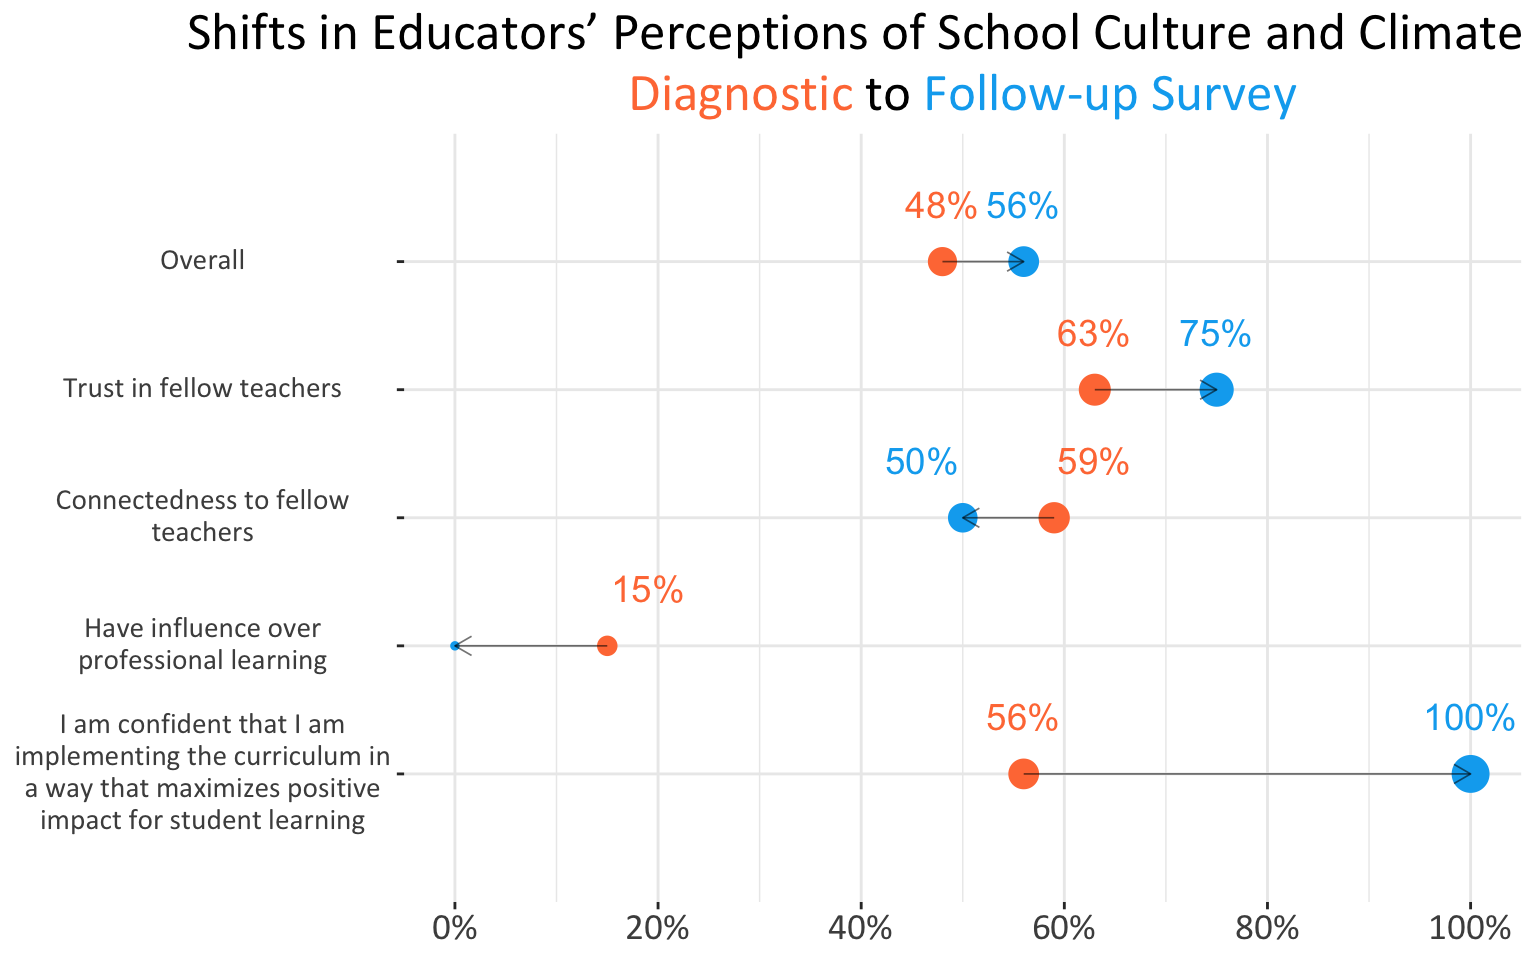 Shifts in Educators’ Perceptions of School Culture and Climate
Diagnostic to Follow-up Survey
48% 56%
Overall
63% 75%
Trust in fellow teachers
50% 59%
Connectedness to fellow
teachers
15%
Have influence over
professional learning
56% 100%
I am confident that I am
implementing the curriculum in
a way that maximizes positive
impact for student learning
0% 20% 40% 60% 80% 100%